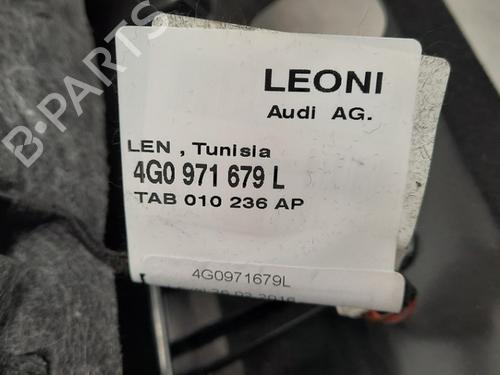 LEONI
Audi AG.
LEN , Tunisia
4G0 971 679 L
TAB 010 236 AP
4G0971679L
B-PARTS